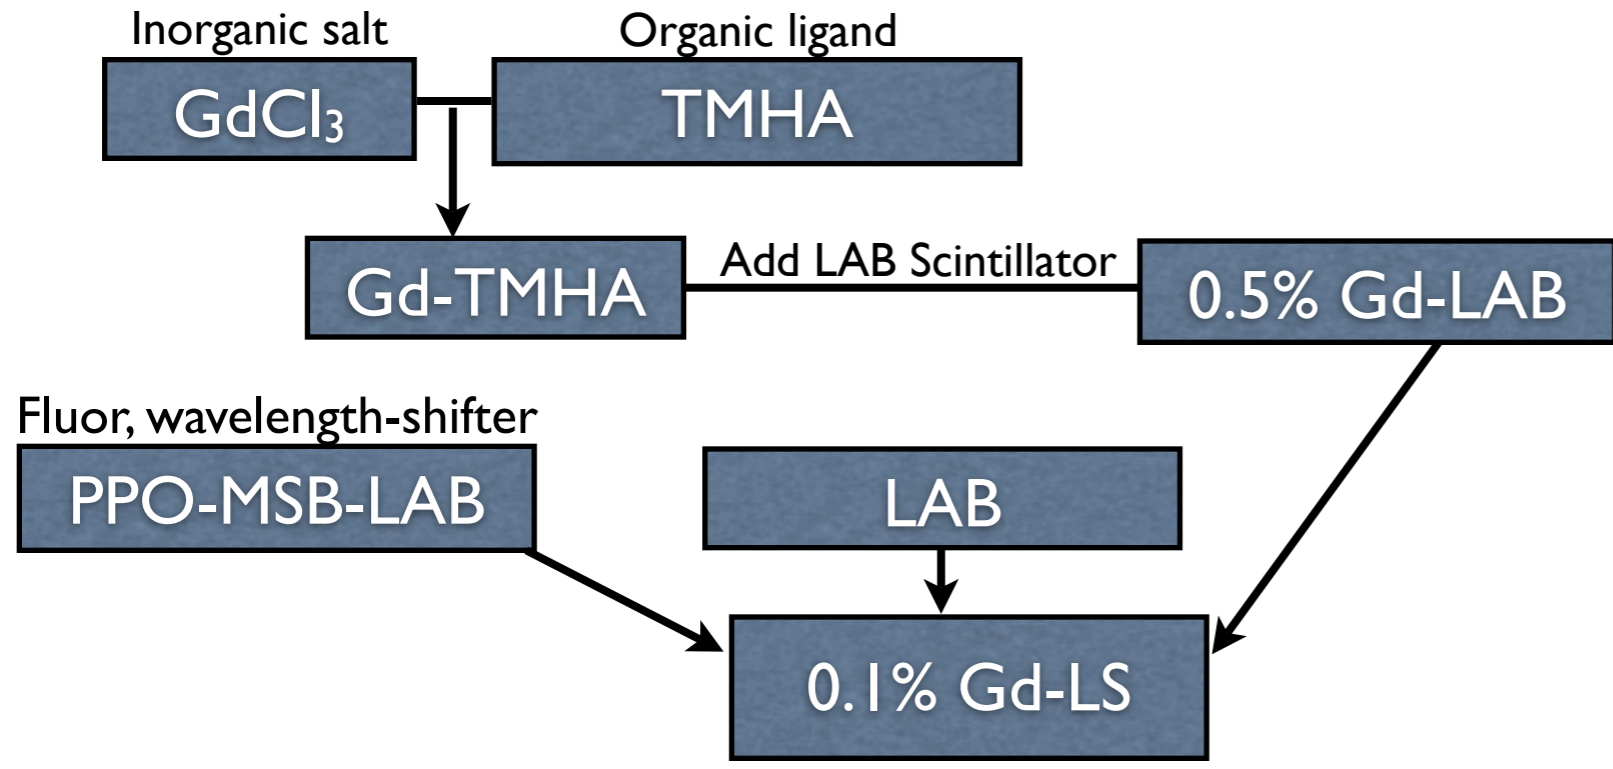 Inorganic salt
Organic ligand
GdCl₃
TMHA
Gd-TMHA
Add LAB Scintillator
0.5% Gd-LAB
Fluor, wavelength-shifter
PPO-MSB-LAB
LAB
0.1% Gd-LS